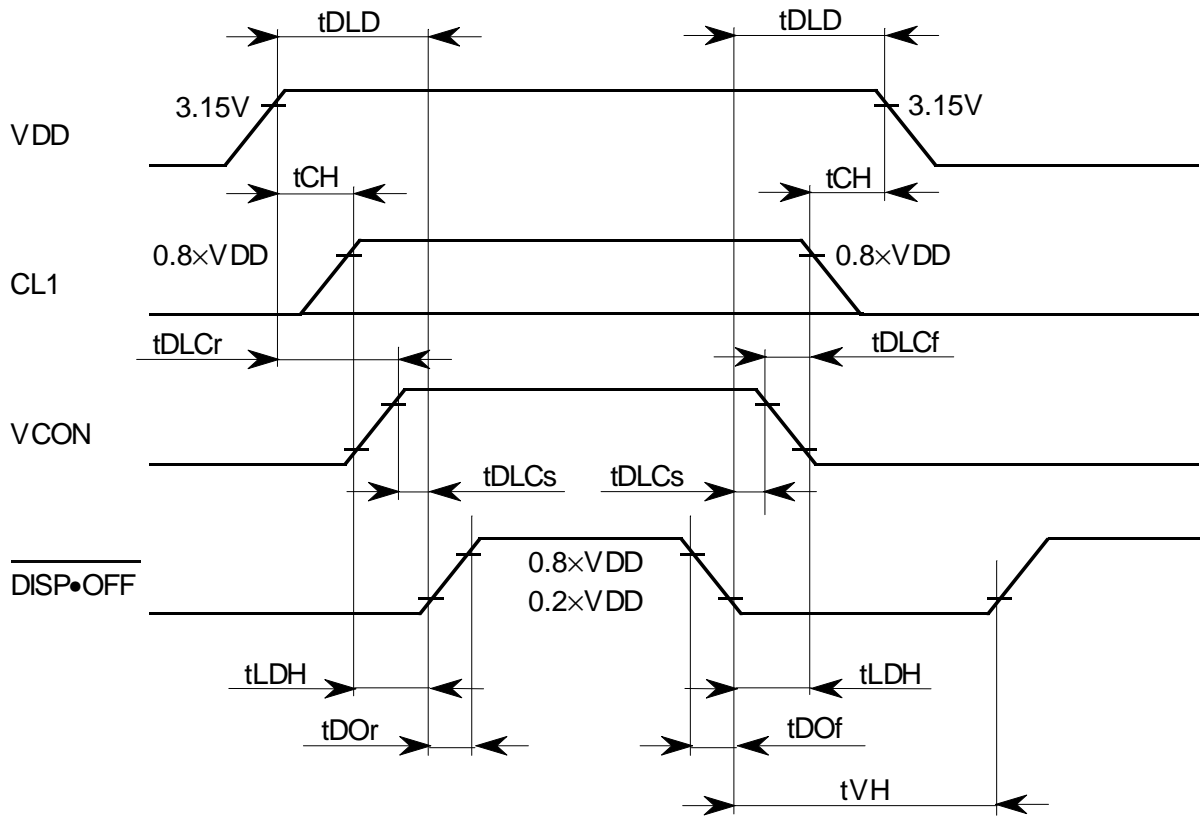 tDLD tDLD
3.15V 3.15V
VDD
tCH tCH
0.8×VDD 0.8×VDD
CL1
tDLCr tDLCf
VCON
tDLCs tDLCs
0.8×VDD
DISP•OFF
0.2×VDD
tLDH tLDH
tDOr tDOf
tVH